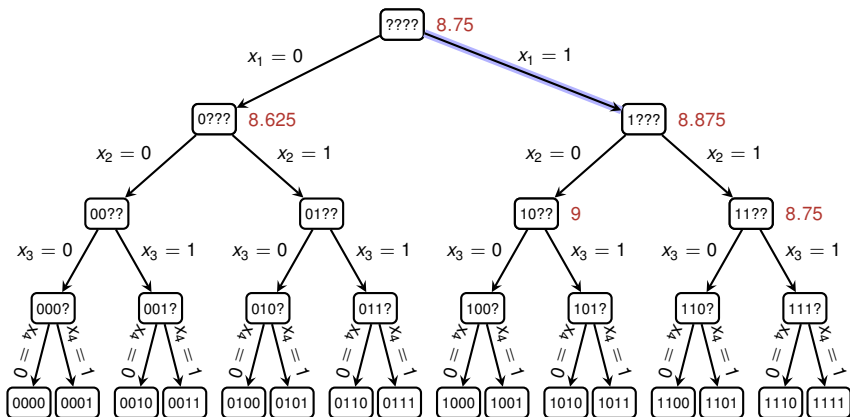 ???? 8.75
x₁ = 0 x₁ = 1
0??? 8.625 1??? 8.875
x₂ = 0 x₂ = 1 x₂ = 0 x₂ = 1
00?? 01?? 10?? 9 11?? 8.75
x₃ = 0 x₃ = 1 x₃ = 0 x₃ = 1 x₃ = 0 x₃ = 1 x₃ = 0 x₃ = 1
000? 001? 010? 011? 100? 101? 110? 111?
x₄ = 0 x₄ = 1 x₄ = 0 x₄ = 1 x₄ = 0 x₄ = 1 x₄ = 0 x₄ = 1 x₄ = 0 x₄ = 1 x₄ = 0 x₄ = 1 x₄ = 0 x₄ = 1 x₄ = 0 x₄ = 1
0000 0001 0010 0011 0100 0101 0110 0111 1000 1001 1010 1011 1100 1101 1110 1111